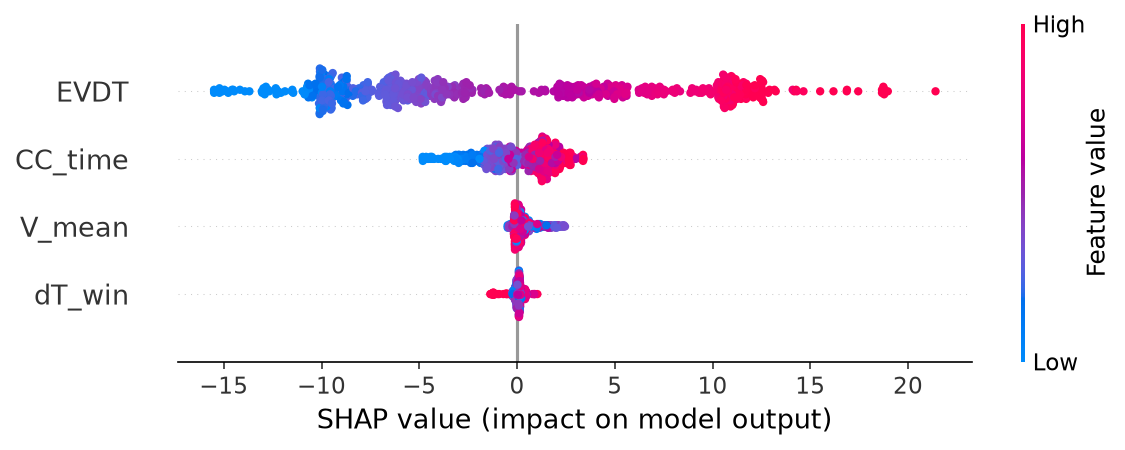 High
EVDT
CC_time
V_mean
dT_win
Feature value
Low
−15 −10 −5 0 5 10 15 20
SHAP value (impact on model output)